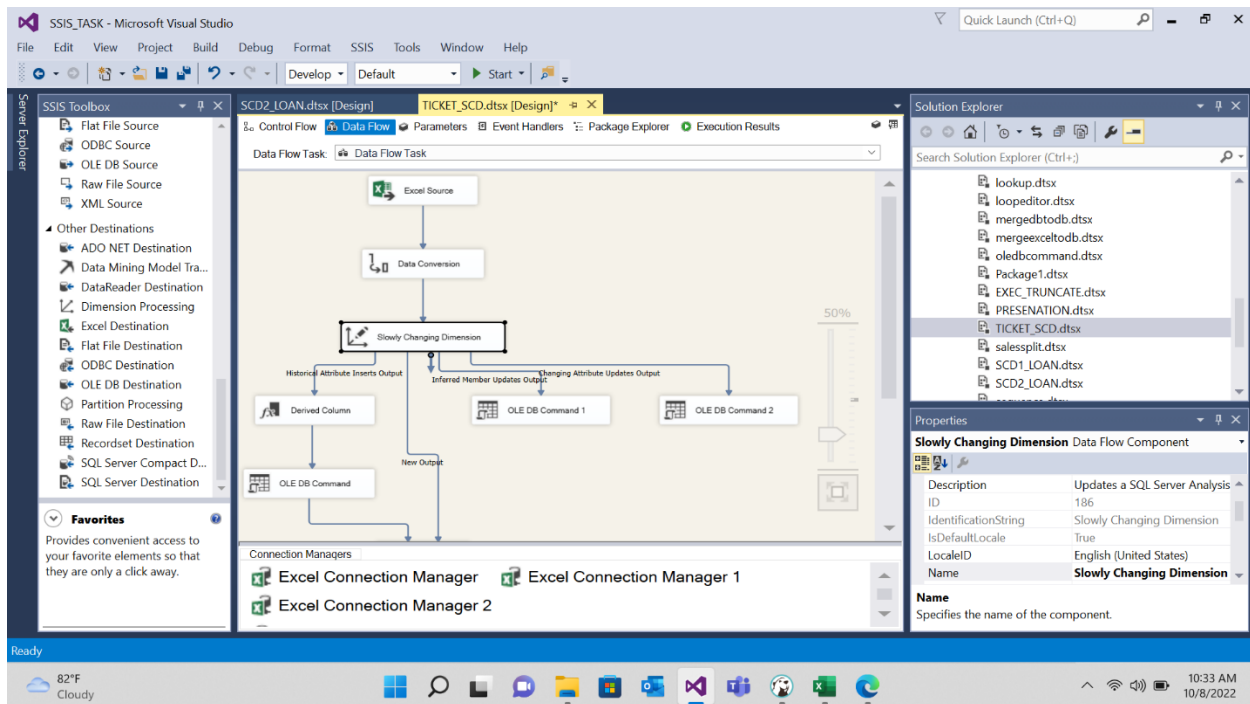 SSIS_TASK - Microsoft Visual Studio
Quick Launch (Ctrl+Q)
File Edit View Project Build Debug Format SSIS Tools Window Help
Develop Default Start
Server Explorer
SSIS Toolbox
Flat File Source
ODBC Source
OLE DB Source
Raw File Source
XML Source
Other Destinations
ADO NET Destination
Data Mining Model Tra...
DataReader Destination
Dimension Processing
Excel Destination
Flat File Destination
ODBC Destination
OLE DB Destination
Partition Processing
Raw File Destination
Recordset Destination
SQL Server Compact D...
SQL Server Destination
Favorites
Provides convenient access to
your favorite elements so that
they are only a click away.
SCD2_LOAN.dtsx [Design] TICKET_SCD.dtsx [Design]*
Control Flow Data Flow Parameters Event Handlers Package Explorer Execution Results
Data Flow Task: Data Flow Task
Excel Source
Data Conversion
50%
Slowly Changing Dimension
Historical Attribute Inserts Output
Inferred Member Updates Output
Changing Attribute Updates Output
Derived Column
OLE DB Command 1
OLE DB Command 2
New Output
OLE DB Command
Connection Managers
Excel Connection Manager Excel Connection Manager 1
Excel Connection Manager 2
Solution Explorer
Search Solution Explorer (Ctrl+;)
lookup.dtsx
loopeditor.dtsx
mergedbtodb.dtsx
mergeexceltodb.dtsx
oledbcommand.dtsx
Package1.dtsx
EXEC_TRUNCATE.dtsx
PRESENATION.dtsx
TICKET_SCD.dtsx
salessplit.dtsx
SCD1_LOAN.dtsx
SCD2_LOAN.dtsx
Properties
Slowly Changing Dimension Data Flow Component
Description Updates a SQL Server Analysis
ID 186
IdentificationString Slowly Changing Dimension
IsDefaultLocale True
LocaleID English (United States)
Name Slowly Changing Dimension
Name
Specifies the name of the component.
Ready
82°F
Cloudy
10:33 AM
10/8/2022